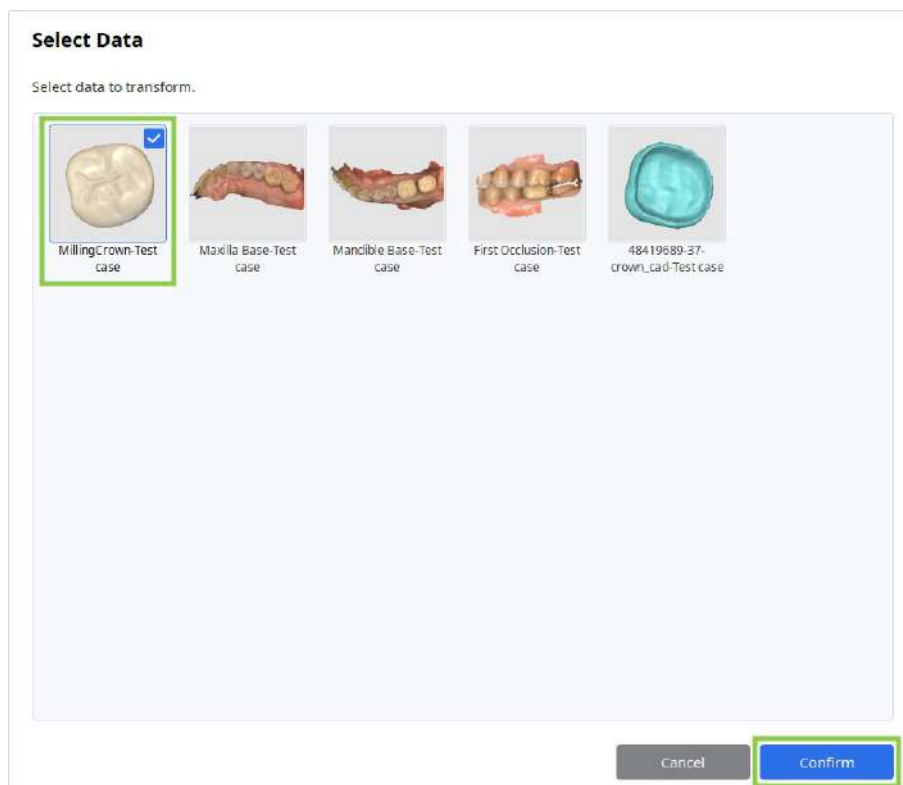 Select Data
Select data to transform.
MillingCrown-Test
case
Maxilla Base-Test
case
Mandible Base-Test
case
First Occlusion-Test
case
48419689-37-
crown_cad-Test case
Cancel
Confirm